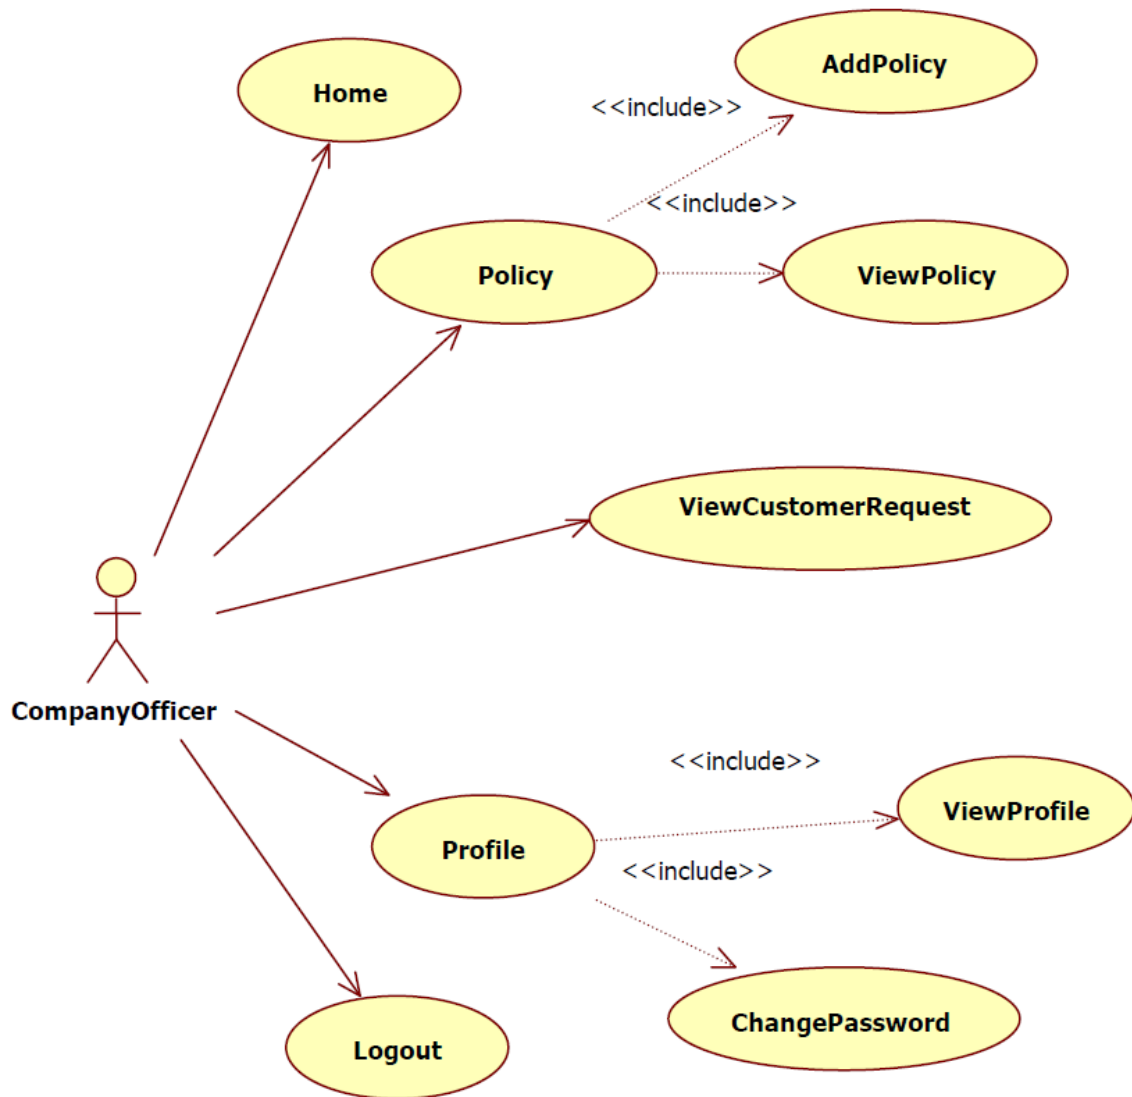 AddPolicy
Home
<<include>>
<<include>>
Policy
ViewPolicy
ViewCustomerRequest
CompanyOfficer
<<include>>
ViewProfile
Profile
<<include>>
ChangePassword
Logout